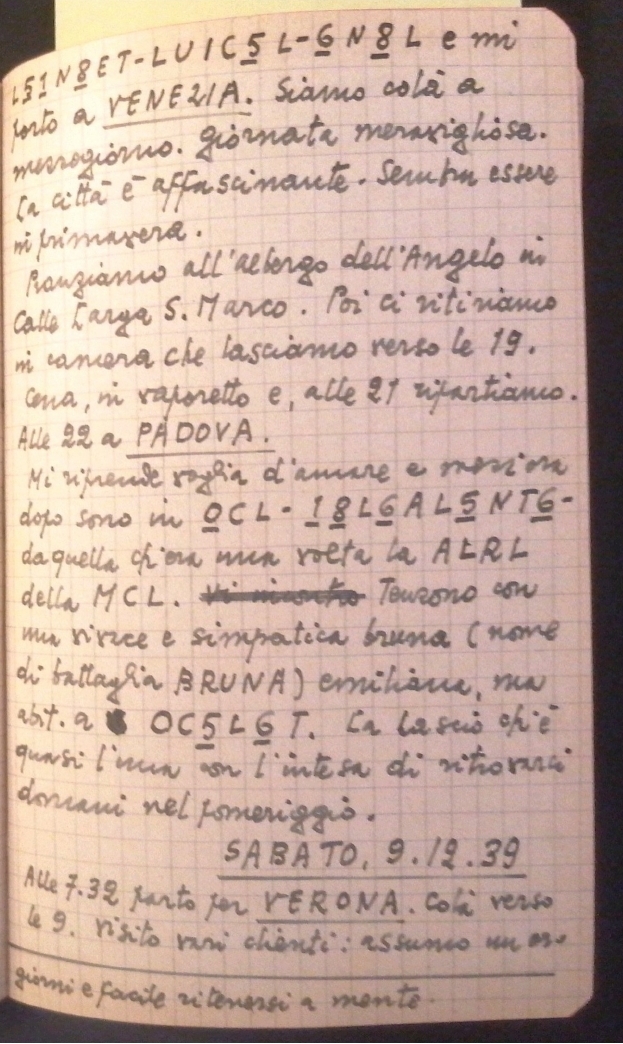 L51N8ET-LUIC5L-6N8L e mi
porto a VENEZIA. Siamo colà a
mezzogiorno. giornata meravigliosa.
La città è affascinante. Sembra essere
in primavera.
Pranziamo all'albergo dell'Angelo in
Calle Larga S. Marco. Poi ci ritiriamo
in camera che lasciamo verso le 19.
Cena, in vaporetto e, alle 21 ripartiamo.
Alle 22 a PADOVA.
Mi riprende voglia d'amare e mezz'ora
dopo sono in OCL-18L6AL5NT6-
da quella ch'era una volta la ALRL
della MCL. Tenzono con
una vivace e simpatica bruna (nome
di battaglia BRUNA) emiliana, ma
abit. a OC5L6T. La lascio ch'è
quasi l'una con l'intesa di ritrovarci
domani nel pomeriggio.
SABATO, 9.12.39
Alle 7.32 parto per VERONA. Colà verso
le 9. visito vari clienti: assumo un or-
giorni e facile ritenersi a mente.